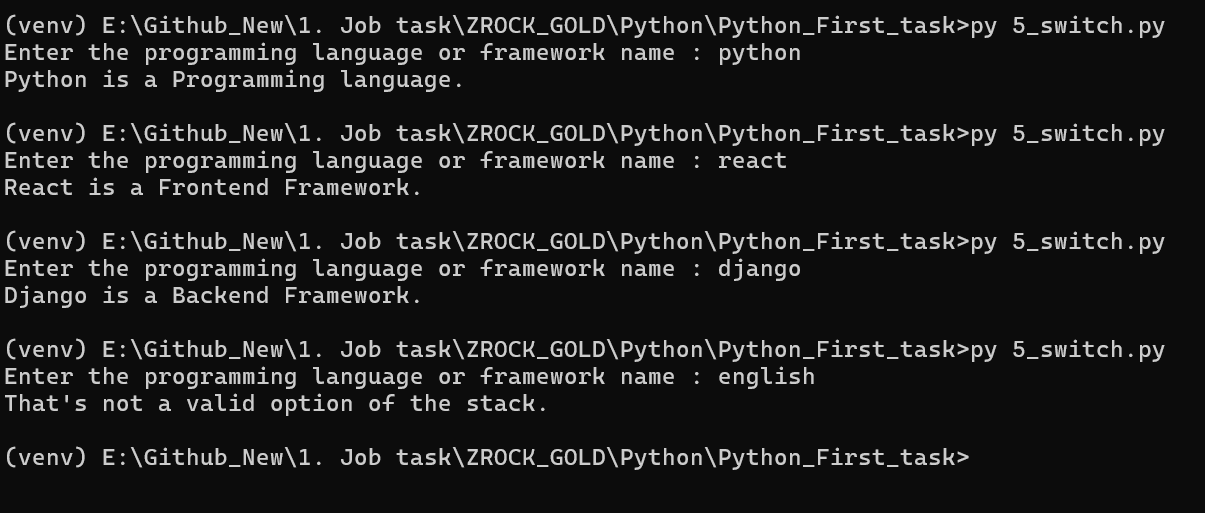 (venv) E:\Github_New\1. Job task\ZROCK_GOLD\Python\Python_First_task>py 5_switch.py
Enter the programming language or framework name : python
Python is a Programming language.
(venv) E:\Github_New\1. Job task\ZROCK_GOLD\Python\Python_First_task>py 5_switch.py
Enter the programming language or framework name : react
React is a Frontend Framework.
(venv) E:\Github_New\1. Job task\ZROCK_GOLD\Python\Python_First_task>py 5_switch.py
Enter the programming language or framework name : django
Django is a Backend Framework.
(venv) E:\Github_New\1. Job task\ZROCK_GOLD\Python\Python_First_task>py 5_switch.py
Enter the programming language or framework name : english
That's not a valid option of the stack.
(venv) E:\Github_New\1. Job task\ZROCK_GOLD\Python\Python_First_task>